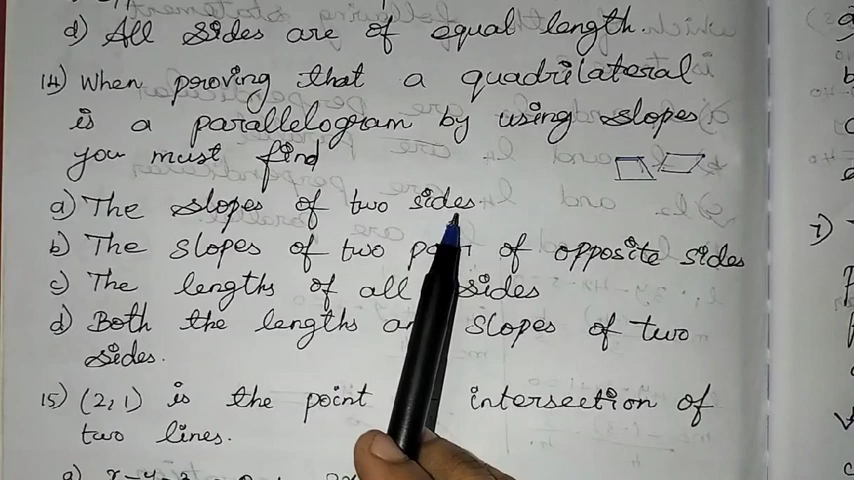 d) All sides are of equal length.
14) When proving that a quadrilateral
is a parallelogram by using slopes
you must find
a) The slopes of two sides
b) The slopes of two pair of opposite sides
c) The lengths of all sides
d) Both the lengths and slopes of two
sides.
15) (2,1) is the point intersection of
two lines.